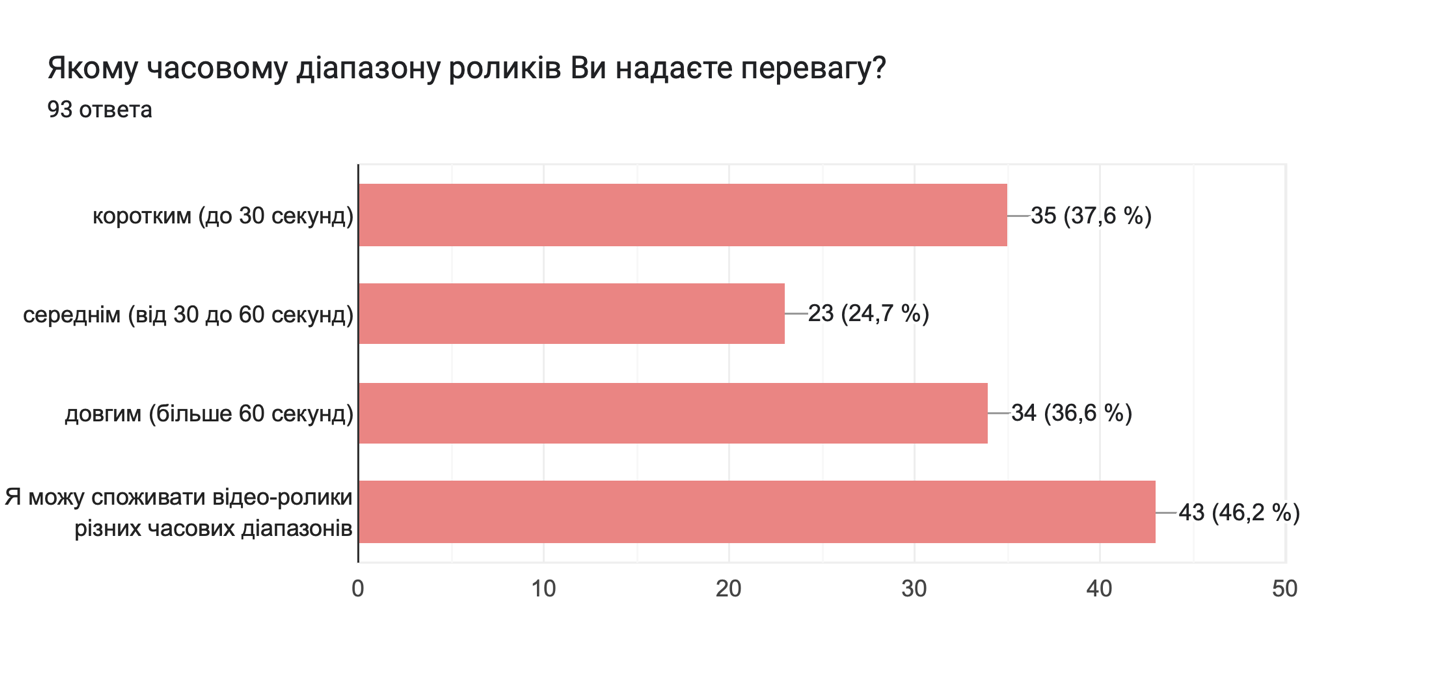 Якому часовому діапазону роликів Ви надаєте перевагу?
93 ответа
коротким (до 30 секунд)
35 (37,6 %)
середнім (від 30 до 60 секунд)
23 (24,7 %)
довгим (більше 60 секунд)
34 (36,6 %)
Я можу споживати відео-ролики
різних часових діапазонів
43 (46,2 %)
0 10 20 30 40 50